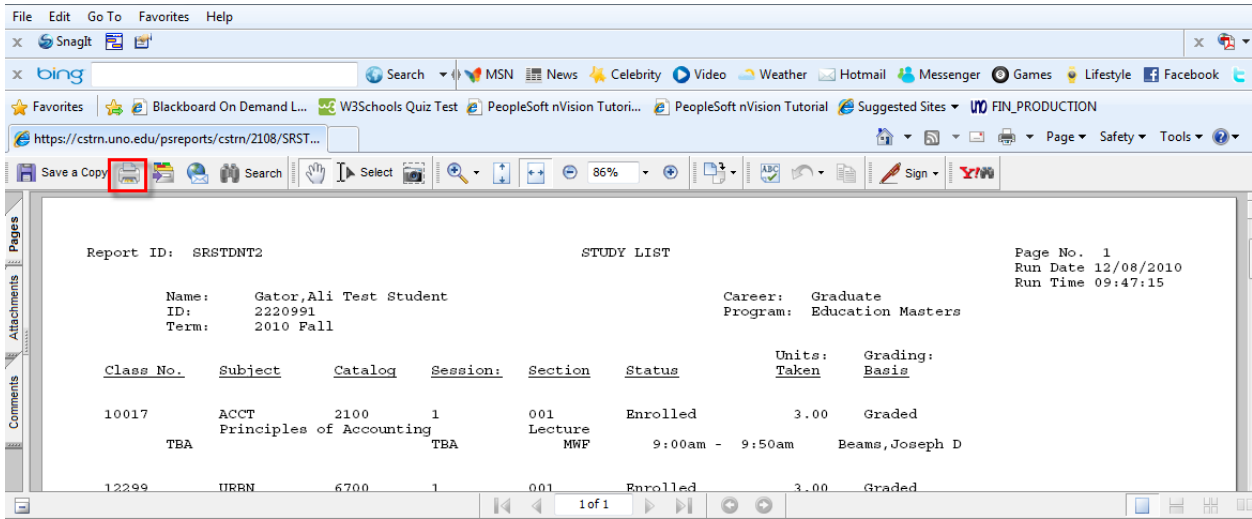 File Edit Go To Favorites Help
x SnagIt x
x bing Search MSN News Celebrity Video Weather Hotmail Messenger Games Lifestyle Facebook
Favorites Blackboard On Demand L... W3Schools Quiz Test PeopleSoft nVision Tutori... PeopleSoft nVision Tutorial Suggested Sites UNO FIN_PRODUCTION
https://cstrn.uno.edu/psreports/cstrn/2108/SRST... Page Safety Tools
Save a Copy Search Select 86% ABC Sign Y!
Pages
Attachments
Comments
Report ID: SRSTDNT2 STUDY LIST Page No. 1
Run Date 12/08/2010
Run Time 09:47:15
Name: Gator,Ali Test Student Career: Graduate
ID: 2220991 Program: Education Masters
Term: 2010 Fall
Units: Grading:
Class No. Subject Catalog Session: Section Status Taken Basis
10017 ACCT 2100 1 001 Enrolled 3.00 Graded
Principles of Accounting Lecture
TBA TBA MWF 9:00am - 9:50am Beams,Joseph D
12299 URBN 6700 1 001 Enrolled 3.00 Graded
1 of 1